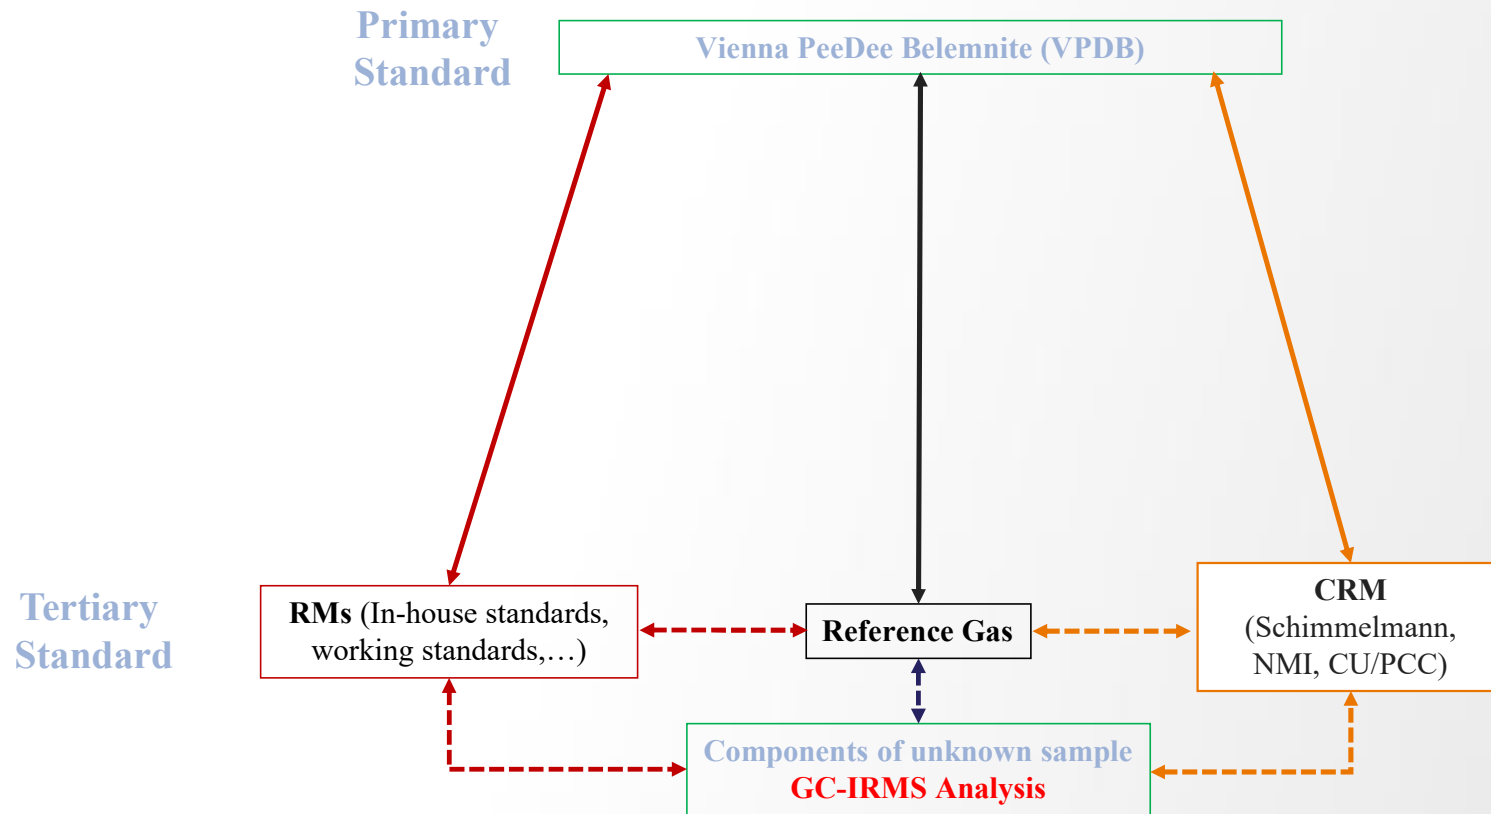 Primary
Standard
Vienna PeeDee Belemnite (VPDB)
Tertiary
Standard
RMs (In-house standards,
working standards,…)
Reference Gas
CRM
(Schimmelmann,
NMI, CU/PCC)
Components of unknown sample
GC-IRMS Analysis